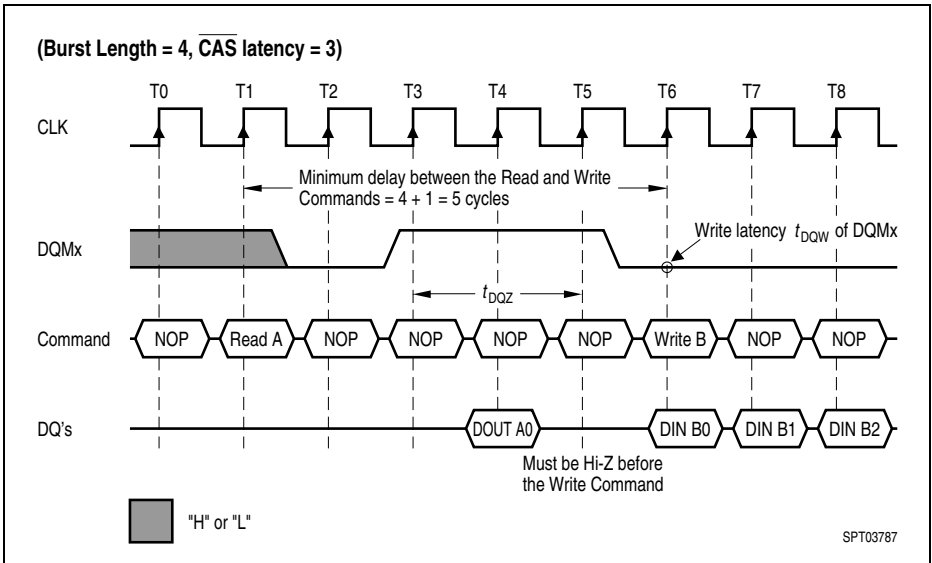 (Burst Length = 4, CAS latency = 3)
T0 T1 T2 T3 T4 T5 T6 T7 T8
CLK
Minimum delay between the Read and Write
Commands = 4 + 1 = 5 cycles
Write latency tDQW of DQMx
DQMx
tDQZ
Command NOP Read A NOP NOP NOP NOP Write B NOP NOP
DQ's DOUT A0 DIN B0 DIN B1 DIN B2
Must be Hi-Z before
the Write Command
"H" or "L"
SPT03787